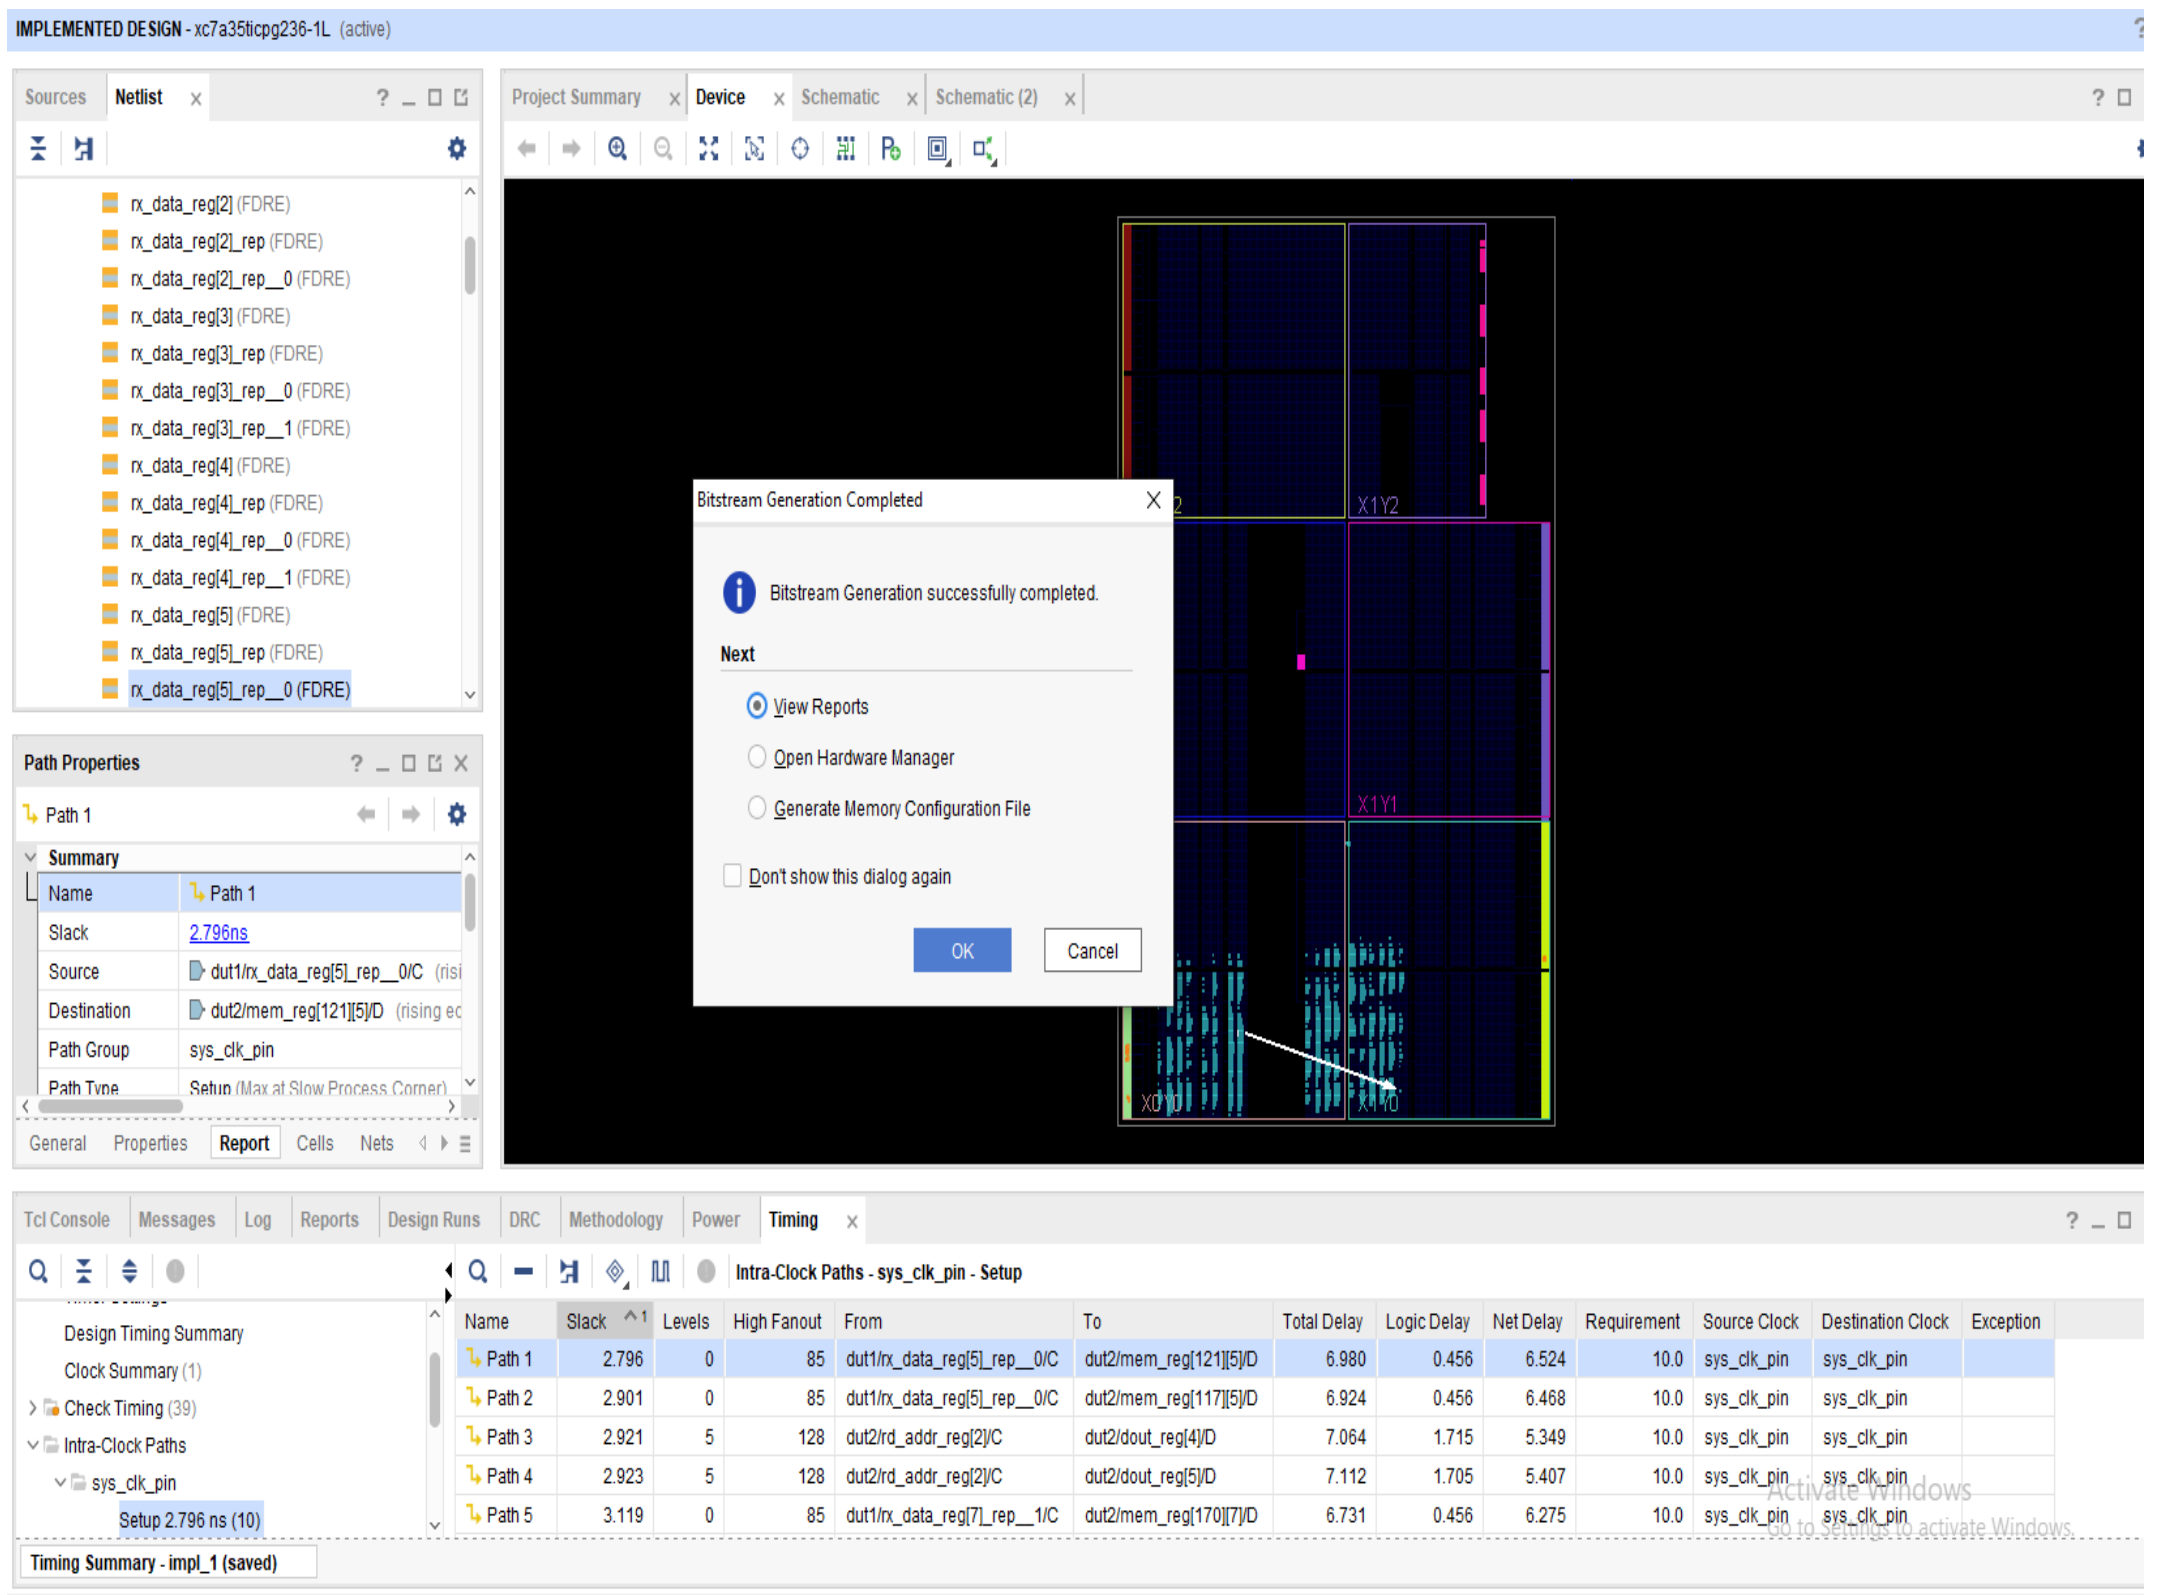 IMPLEMENTED DESIGN - xc7a35ticpg236-1L (active)
Sources Netlist
rx_data_reg[2] (FDRE)
rx_data_reg[2]_rep (FDRE)
rx_data_reg[2]_rep__0 (FDRE)
rx_data_reg[3] (FDRE)
rx_data_reg[3]_rep (FDRE)
rx_data_reg[3]_rep__0 (FDRE)
rx_data_reg[3]_rep__1 (FDRE)
rx_data_reg[4] (FDRE)
rx_data_reg[4]_rep (FDRE)
rx_data_reg[4]_rep__0 (FDRE)
rx_data_reg[4]_rep__1 (FDRE)
rx_data_reg[5] (FDRE)
rx_data_reg[5]_rep (FDRE)
rx_data_reg[5]_rep__0 (FDRE)
Path Properties
Path 1
Summary
Name Path 1
Slack 2.796ns
Source dut1/rx_data_reg[5]_rep__0/C (risi
Destination dut2/mem_reg[121][5]/D (rising ec
Path Group sys_clk_pin
Path Type Setup (Max at Slow Process Corner)
General Properties Report Cells Nets
Project Summary Device Schematic Schematic (2)
2 X1Y2
X1Y1
X0Y0 X1Y0
Bitstream Generation Completed
Bitstream Generation successfully completed.
Next
View Reports
Open Hardware Manager
Generate Memory Configuration File
Don't show this dialog again
OK Cancel
Tcl Console Messages Log Reports Design Runs DRC Methodology Power Timing
Design Timing Summary
Clock Summary (1)
Check Timing (39)
Intra-Clock Paths
sys_clk_pin
Setup 2.796 ns (10)
Intra-Clock Paths - sys_clk_pin - Setup
Name Slack 1 Levels High Fanout From To Total Delay Logic Delay Net Delay Requirement Source Clock Destination Clock Exception
Path 1 2.796 0 85 dut1/rx_data_reg[5]_rep__0/C dut2/mem_reg[121][5]/D 6.980 0.456 6.524 10.0 sys_clk_pin sys_clk_pin
Path 2 2.901 0 85 dut1/rx_data_reg[5]_rep__0/C dut2/mem_reg[117][5]/D 6.924 0.456 6.468 10.0 sys_clk_pin sys_clk_pin
Path 3 2.921 5 128 dut2/rd_addr_reg[2]/C dut2/dout_reg[4]/D 7.064 1.715 5.349 10.0 sys_clk_pin sys_clk_pin
Path 4 2.923 5 128 dut2/rd_addr_reg[2]/C dut2/dout_reg[5]/D 7.112 1.705 5.407 10.0 sys_clk_pin sys_clk_pin
Path 5 3.119 0 85 dut1/rx_data_reg[7]_rep__1/C dut2/mem_reg[170][7]/D 6.731 0.456 6.275 10.0 sys_clk_pin sys_clk_pin
Activate Windows
Go to Settings to activate Windows.
Timing Summary - impl_1 (saved)